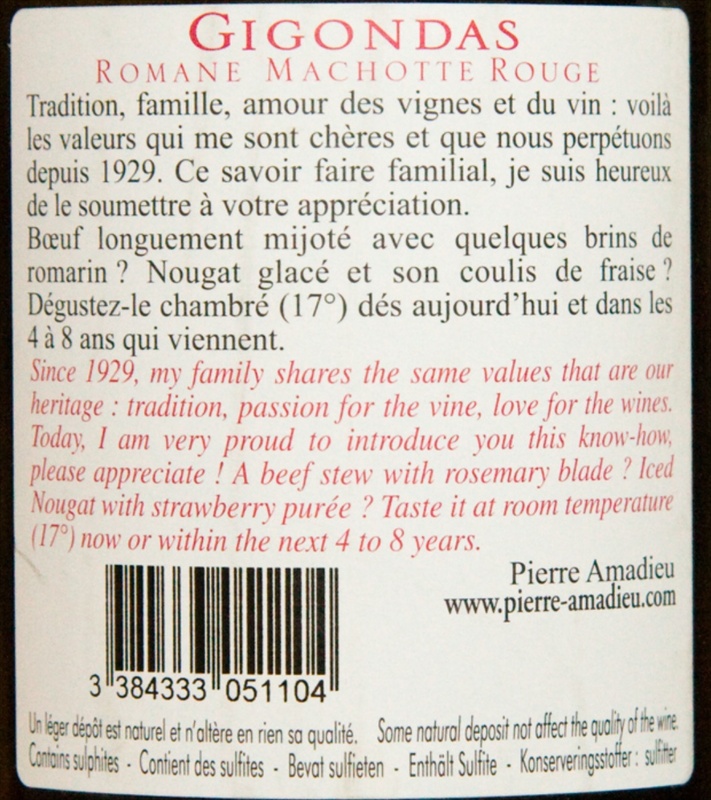 GIGONDAS
ROMANE MACHOTTE ROUGE
Tradition, famille, amour des vignes et du vin : voilà
les valeurs qui me sont chères et que nous perpétuons
depuis 1929. Ce savoir faire familial, je suis heureux
de le soumettre à votre appréciation.
Bœuf longuement mijoté avec quelques brins de
romarin ? Nougat glacé et son coulis de fraise ?
Dégustez-le chambré (17°) dés aujourd'hui et dans les
4 à 8 ans qui viennent.
Since 1929, my family shares the same values that are our
heritage : tradition, passion for the vine, love for the wines.
Today, I am very proud to introduce you this know-how,
please appreciate ! A beef stew with rosemary blade ? Iced
Nougat with strawberry purée ? Taste it at room temperature
(17°) now or within the next 4 to 8 years.
Pierre Amadieu
www.pierre-amadieu.com
3 384333 051104
Un léger dépôt est naturel et n'altère en rien sa qualité. Some natural deposit not affect the quality of the wine.
Contains sulphites - Contient des sulfites - Bevat sulfieten - Enthält Sulfite - Konserveringsstoffer : sulfitter